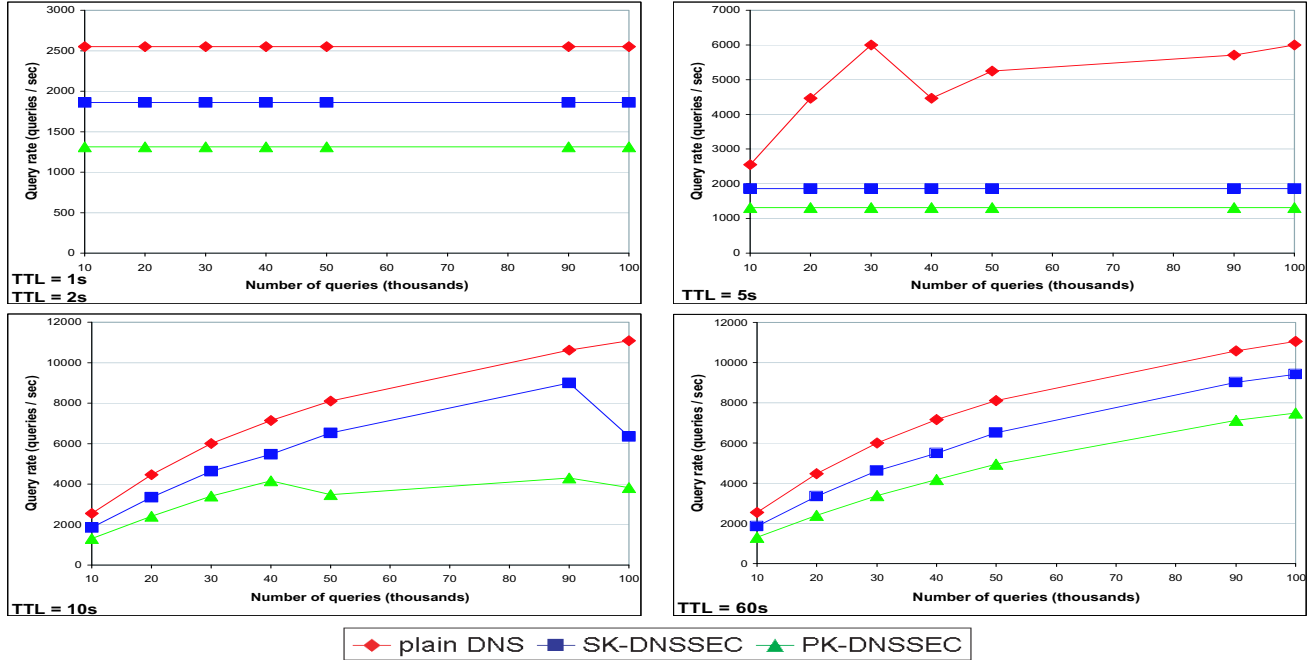 3000
2500
2000
1500
1000
500
0
Query rate (queries / sec)
10 20 30 40 50 60 70 80 90 100
Number of queries (thousands)
TTL = 1s
TTL = 2s
7000
6000
5000
4000
3000
2000
1000
0
Query rate (queries / sec)
10 20 30 40 50 60 70 80 90 100
Number of queries (thousands)
TTL = 5s
12000
10000
8000
6000
4000
2000
0
Query rate (queries / sec)
10 20 30 40 50 60 70 80 90 100
Number of queries (thousands)
TTL = 10s
12000
10000
8000
6000
4000
2000
0
Query rate (queries / sec)
10 20 30 40 50 60 70 80 90 100
Number of queries (thousands)
TTL = 60s
plain DNS SK-DNSSEC PK-DNSSEC